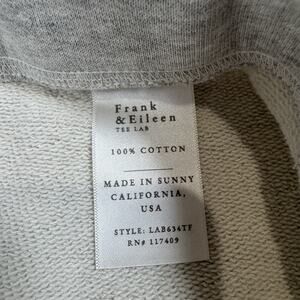 Frank
& Eileen
TEE LAB
100% COTTON
MADE IN SUNNY
CALIFORNIA,
USA
STYLE: LAB634TF
RN# 117409